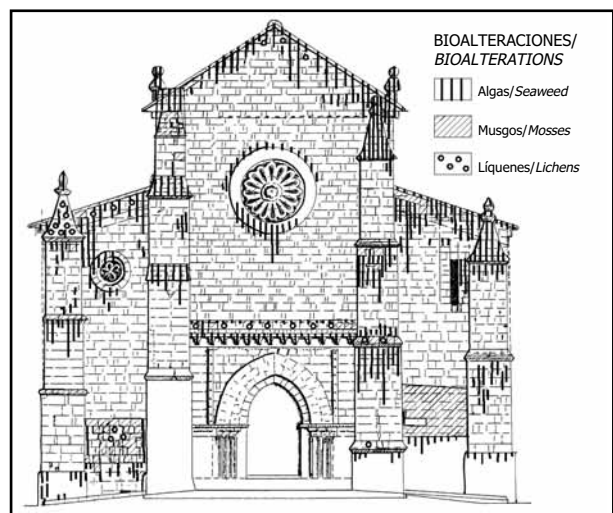 BIOALTERACIONES/
BIOALTERATIONS
Algas/Seaweed
Musgos/Mosses
Líquenes/Lichens